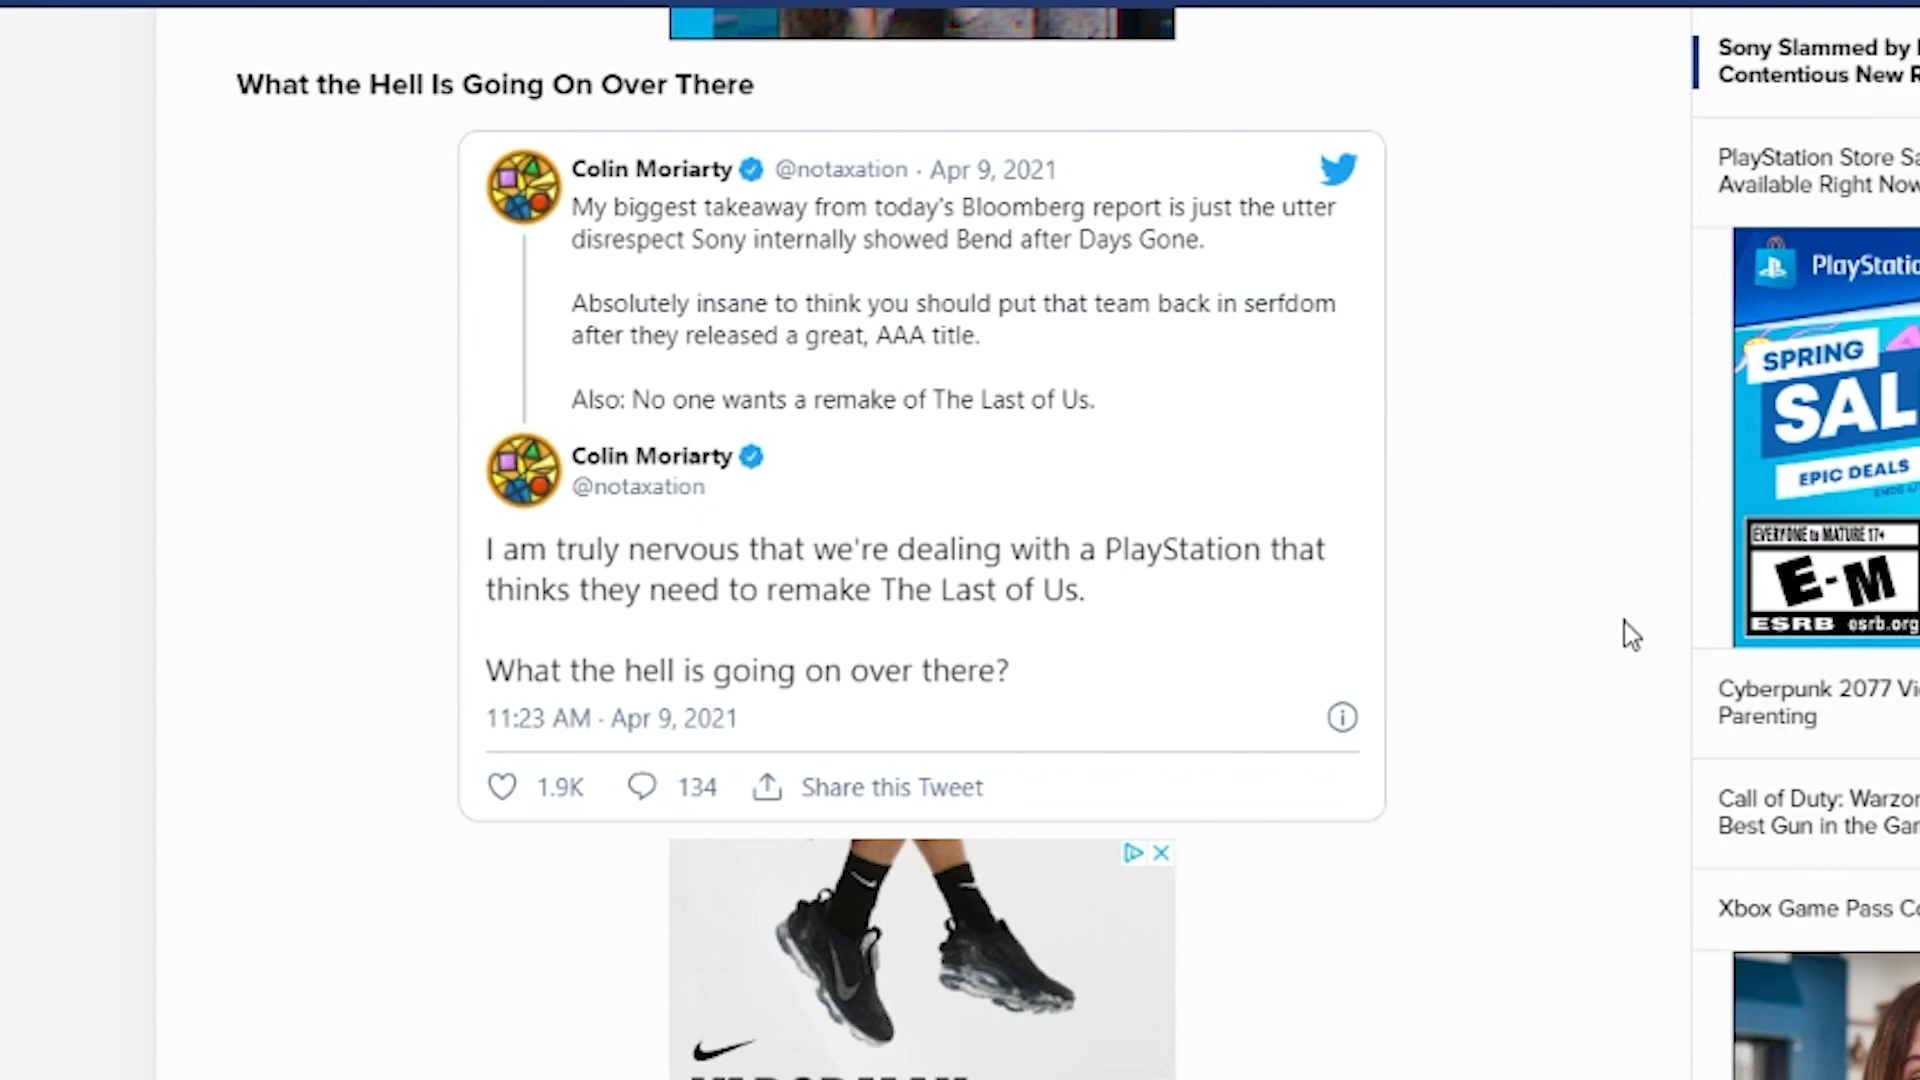 What the Hell Is Going On Over There
Colin Moriarty @notaxation · Apr 9, 2021
My biggest takeaway from today's Bloomberg report is just the utter
disrespect Sony internally showed Bend after Days Gone.
Absolutely insane to think you should put that team back in serfdom
after they released a great, AAA title.
Also: No one wants a remake of The Last of Us.
Colin Moriarty
@notaxation
I am truly nervous that we're dealing with a PlayStation that
thinks they need to remake The Last of Us.
What the hell is going on over there?
11:23 AM · Apr 9, 2021
1.9K 134 Share this Tweet
Sony Slammed by
Contentious New
PlayStation Store
Available Right Now
PlayStatio
SPRING
SAL
EPIC DEALS
EVERYONE to MATURE 17+
E-M
ESRB esrb.org
Cyberpunk 2077
Parenting
Call of Duty: Warzon
Best Gun in the
Xbox Game Pass